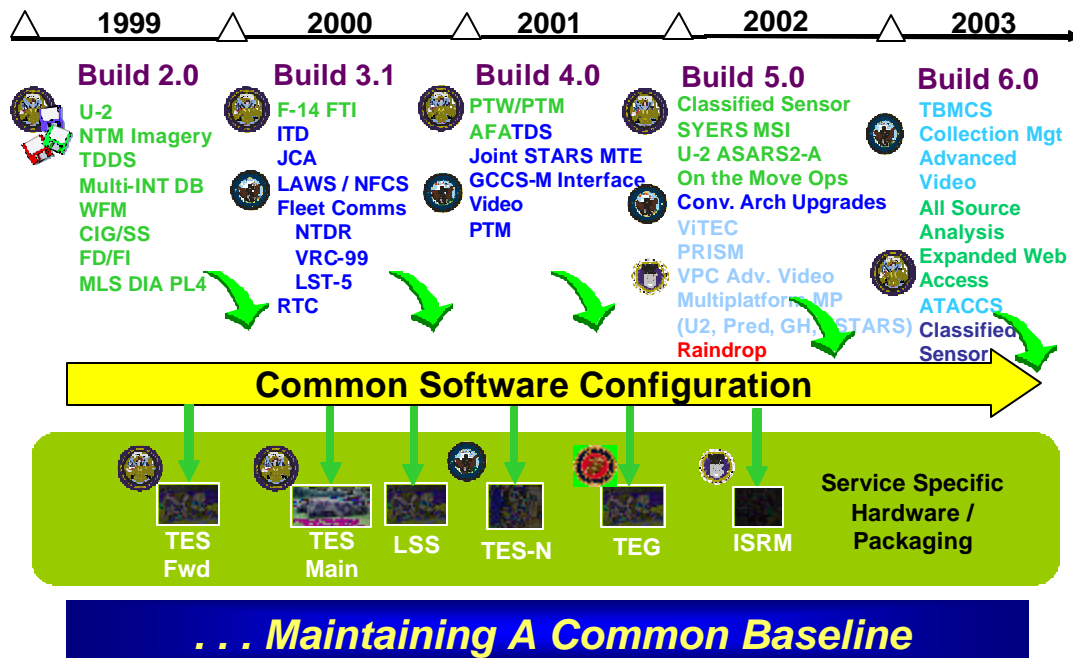 1999
2000
2001
2002
2003
Build 2.0
U-2
NTM Imagery
TDDS
Multi-INT DB
WFM
CIG/SS
FD/FI
MLS DIA PL4
Build 3.1
F-14 FTI
ITD
JCA
LAWS / NFCS
Fleet Comms
NTDR
VRC-99
LST-5
RTC
Build 4.0
PTW/PTM
AFATDS
Joint STARS MTE
GCCS-M Interface
Video
PTM
Build 5.0
Classified Sensor
SYERS MSI
U-2 ASARS2-A
On the Move Ops
Conv. Arch Upgrades
ViTEC
PRISM
VPC Adv. Video
Multiplatform MP
(U2, Pred, GH, STARS)
Raindrop
Build 6.0
TBMCS
Collection Mgt
Advanced
Video
All Source
Analysis
Expanded Web
Access
ATACCS
Classified
Sensor
Common Software Configuration
TES
Fwd
TES
Main
LSS
TES-N
TEG
ISRM
Service Specific
Hardware /
Packaging
. . . Maintaining A Common Baseline